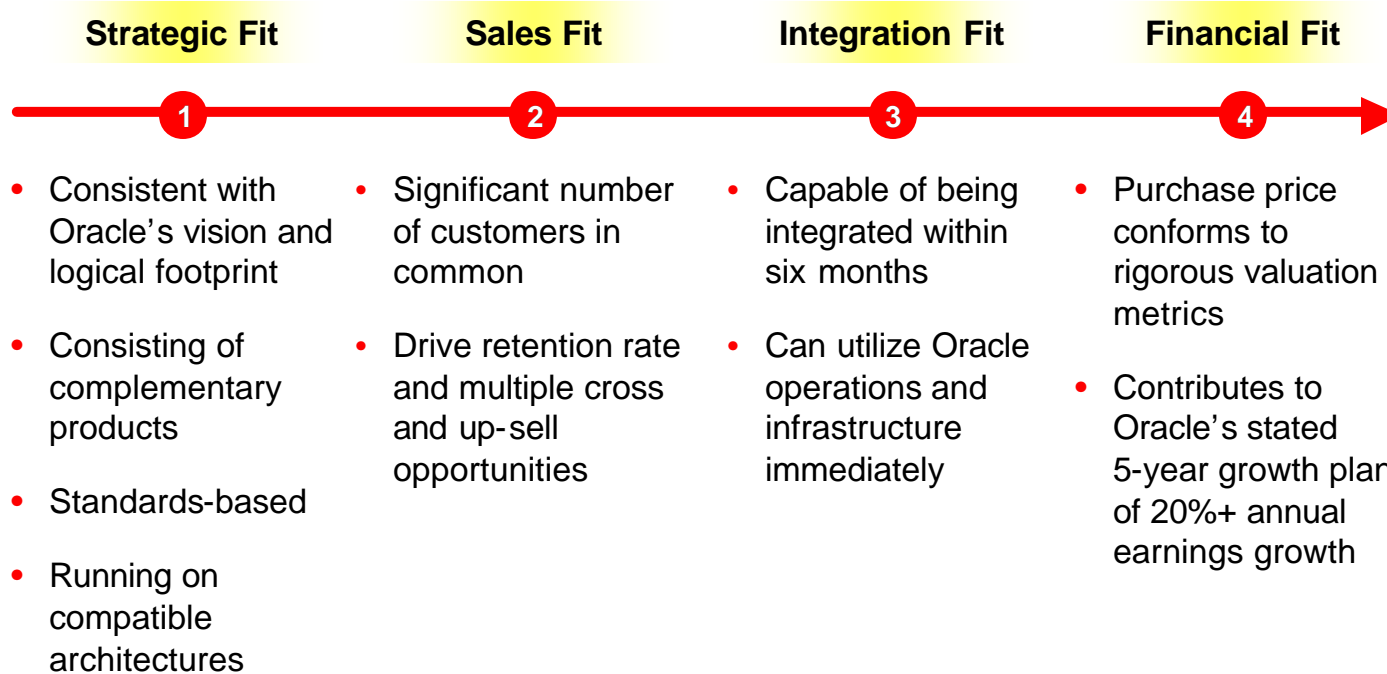 Strategic Fit
Sales Fit
Integration Fit
Financial Fit
1
2
3
4
• Consistent with
Oracle's vision and
logical footprint
• Consisting of
complementary
products
• Standards-based
• Running on
compatible
architectures
• Significant number
of customers in
common
• Drive retention rate
and multiple cross
and up-sell
opportunities
• Capable of being
integrated within
six months
• Can utilize Oracle
operations and
infrastructure
immediately
• Purchase price
conforms to
rigorous valuation
metrics
• Contributes to
Oracle's stated
5-year growth plan
of 20%+ annual
earnings growth